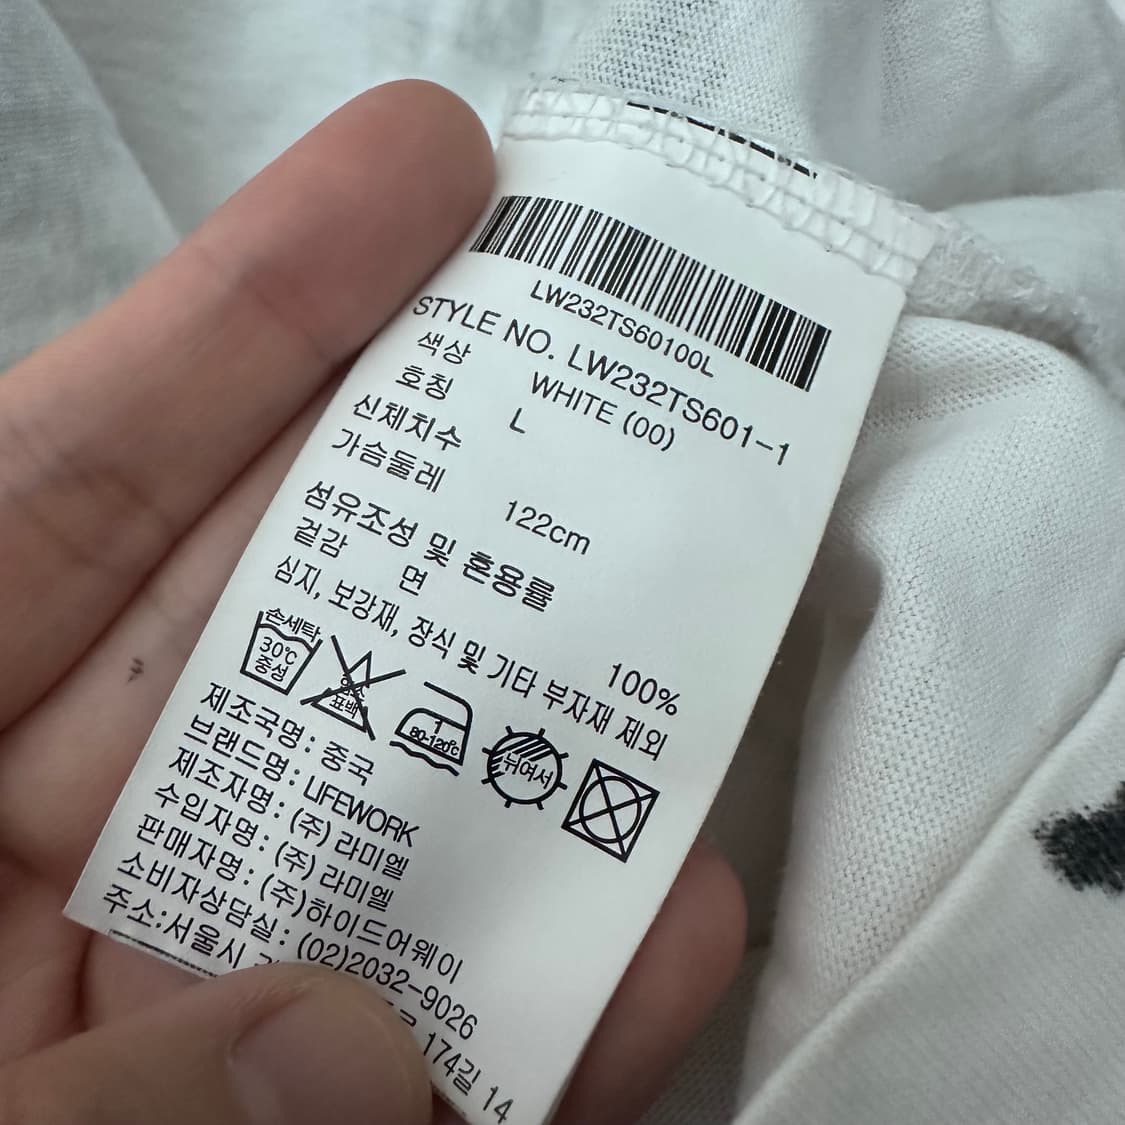 LW232TS60100L
STYLE NO. LW232TS601-1
색상 WHITE (00)
호칭 L
신체치수
가슴둘레 122cm
섬유조성 및 혼용률
겉감 면 100%
심지, 보강재, 장식 및 기타 부자재 제외
손세탁
30℃
중성
염소
표백
1
80-120℃
뉘여서
제조국명: 중국
브랜드명: LIFEWORK
제조자명: (주) 라미엘
수입자명: (주) 라미엘
판매자명: (주)하이드어웨이
소비자상담실: (02)2032-9026
주소:서울시 174길 14